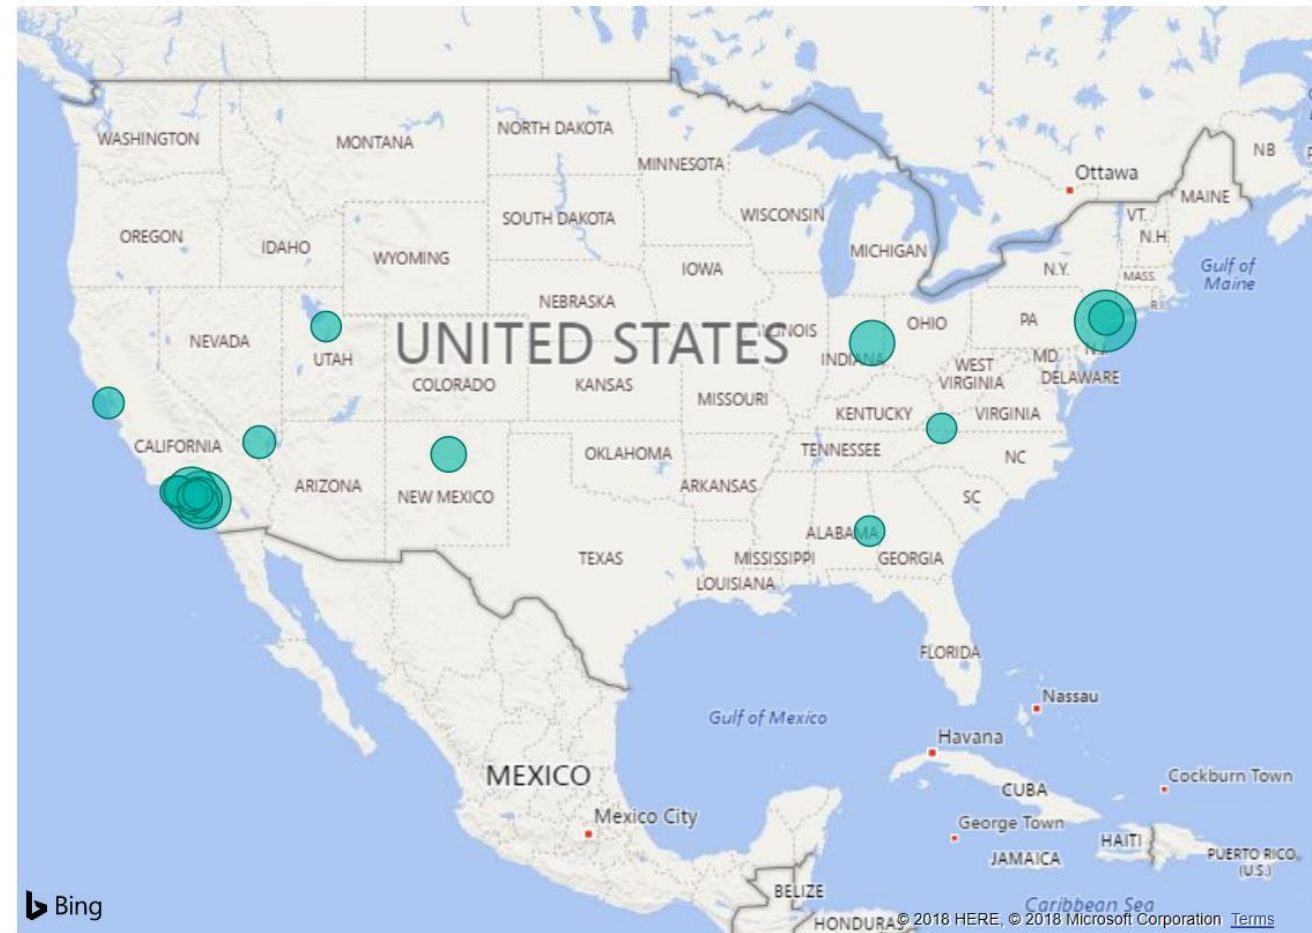 Ottawa
NB
WASHINGTON
MONTANA
NORTH DAKOTA
MINNESOTA
MAINE
VT.
N.H.
OREGON
IDAHO
WYOMING
SOUTH DAKOTA
WISCONSIN
MICHIGAN
IOWA
N.Y.
MASS.
R.I.
Gulf of
Maine
NEBRASKA
NEVADA
UTAH
UNITED STATES
ILLINOIS
INDIANA
OHIO
PA
N.J.
MD
DELAWARE
COLORADO
KANSAS
MISSOURI
WEST
VIRGINIA
KENTUCKY
VIRGINIA
CALIFORNIA
OKLAHOMA
TENNESSEE
NC
ARIZONA
NEW MEXICO
ARKANSAS
SC
ALABAMA
TEXAS
MISSISSIPPI
GEORGIA
LOUISIANA
FLORIDA
Nassau
Gulf of Mexico
Havana
MEXICO
CUBA
Cockburn Town
Mexico City
George Town
HAITI
JAMAICA
PUERTO RICO
(U.S.)
BELIZE
Caribbean Sea
HONDURAS
Bing
© 2018 HERE, © 2018 Microsoft Corporation Terms